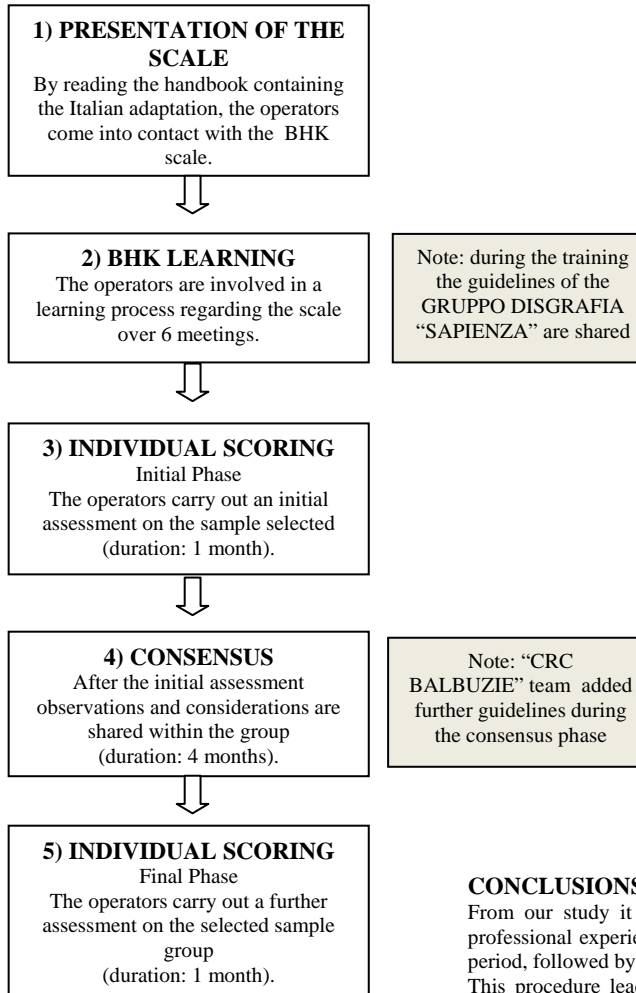 1) PRESENTATION OF THE
SCALE
By reading the handbook containing
the Italian adaptation, the operators
come into contact with the BHK
scale.
2) BHK LEARNING
The operators are involved in a
learning process regarding the scale
over 6 meetings.
Note: during the training
the guidelines of the
GRUPPO DISGRAFIA
“SAPIENZA” are shared
3) INDIVIDUAL SCORING
Initial Phase
The operators carry out an initial
assessment on the sample selected
(duration: 1 month).
4) CONSENSUS
After the initial assessment
observations and considerations are
shared within the group
(duration: 4 months).
Note: “CRC
BALBUZIE” team added
further guidelines during
the consensus phase
5) INDIVIDUAL SCORING
Final Phase
The operators carry out a further
assessment on the selected sample
group
(duration: 1 month).
CONCLUSIONS
From our study it
professional experie
period, followed by
This procedure lead